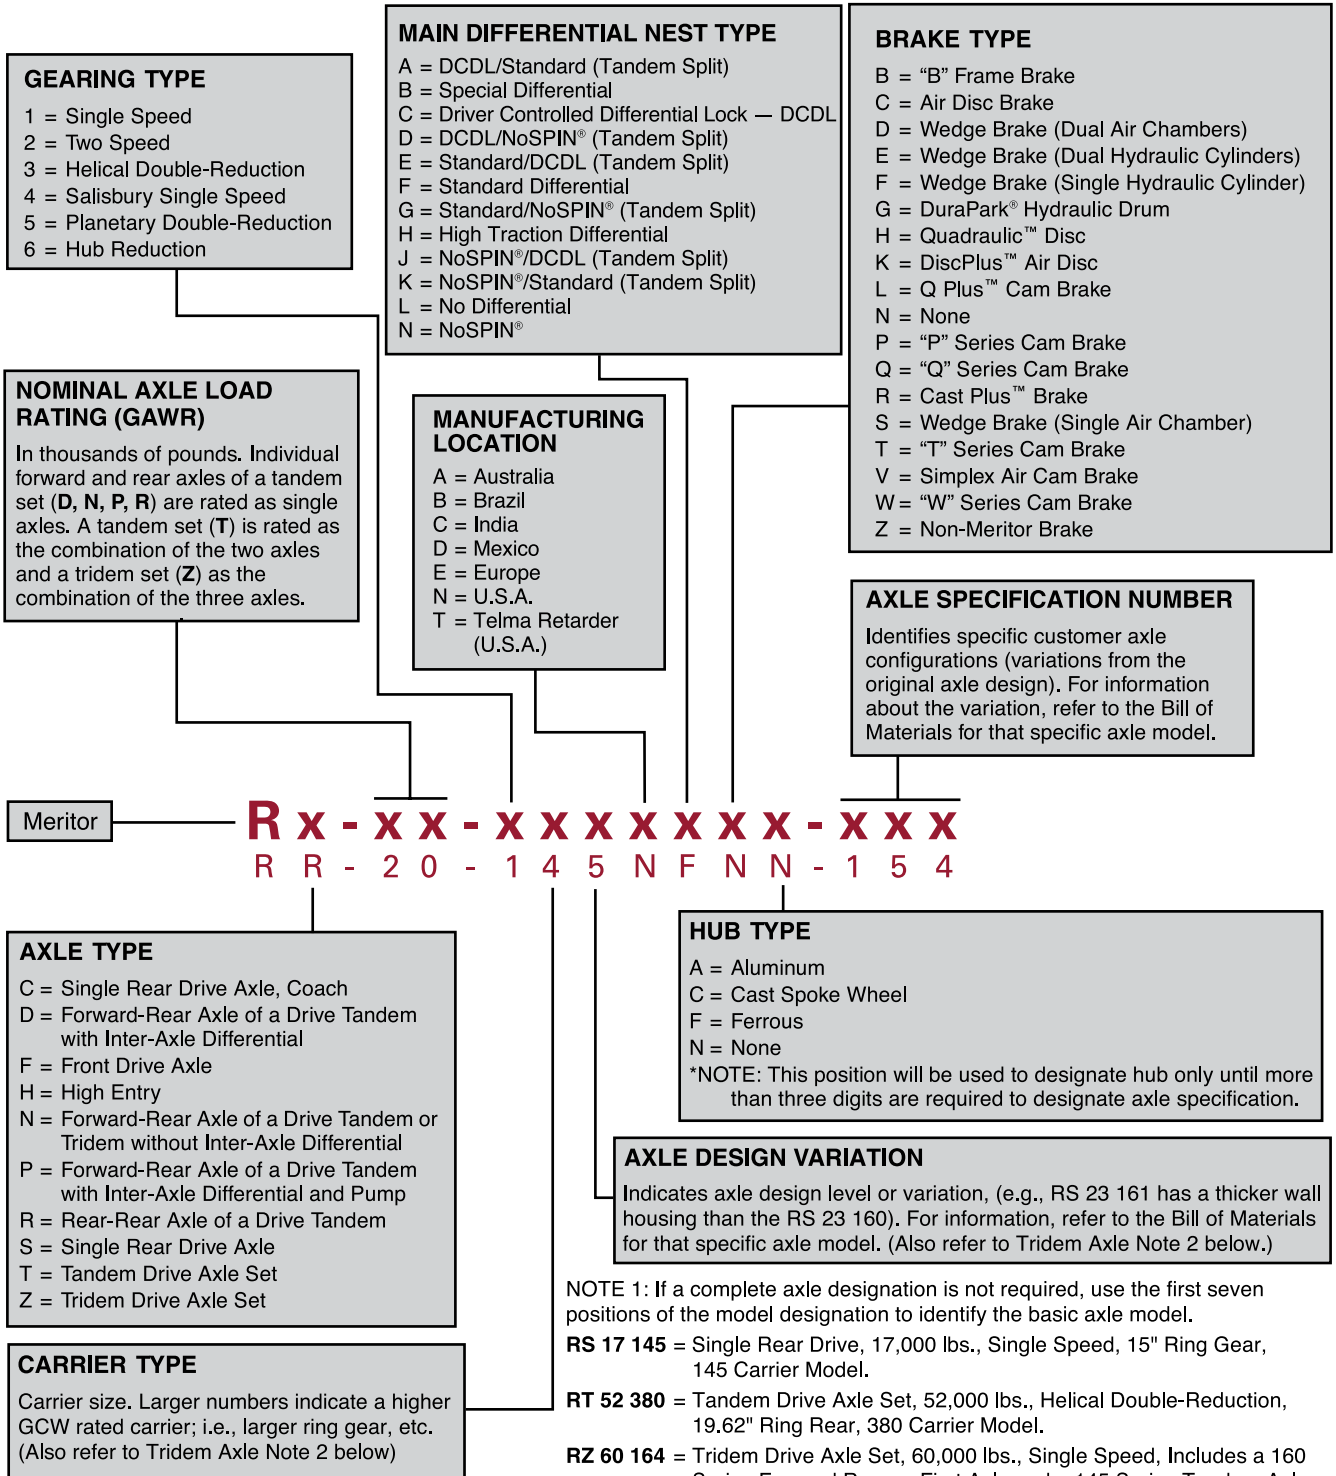 GEARING TYPE
1 = Single Speed
2 = Two Speed
3 = Helical Double-Reduction
4 = Salisbury Single Speed
5 = Planetary Double-Reduction
6 = Hub Reduction
MAIN DIFFERENTIAL NEST TYPE
A = DCDL/Standard (Tandem Split)
B = Special Differential
C = Driver Controlled Differential Lock — DCDL
D = DCDL/NoSPIN® (Tandem Split)
E = Standard/DCDL (Tandem Split)
F = Standard Differential
G = Standard/NoSPIN® (Tandem Split)
H = High Traction Differential
J = NoSPIN®/DCDL (Tandem Split)
K = NoSPIN®/Standard (Tandem Split)
L = No Differential
N = NoSPIN®
BRAKE TYPE
B = “B” Frame Brake
C = Air Disc Brake
D = Wedge Brake (Dual Air Chambers)
E = Wedge Brake (Dual Hydraulic Cylinders)
F = Wedge Brake (Single Hydraulic Cylinder)
G = DuraPark® Hydraulic Drum
H = Quadraulic™ Disc
K = DiscPlus™ Air Disc
L = Q Plus™ Cam Brake
N = None
P = “P” Series Cam Brake
Q = “Q” Series Cam Brake
R = Cast Plus™ Brake
S = Wedge Brake (Single Air Chamber)
T = “T” Series Cam Brake
V = Simplex Air Cam Brake
W = “W” Series Cam Brake
Z = Non-Meritor Brake
NOMINAL AXLE LOAD
RATING (GAWR)
In thousands of pounds. Individual
forward and rear axles of a tandem
set (D, N, P, R) are rated as single
axles. A tandem set (T) is rated as
the combination of the two axles
and a tridem set (Z) as the
combination of the three axles.
MANUFACTURING
LOCATION
A = Australia
B = Brazil
C = India
D = Mexico
E = Europe
N = U.S.A.
T = Telma Retarder
(U.S.A.)
AXLE SPECIFICATION NUMBER
Identifies specific customer axle
configurations (variations from the
original axle design). For information
about the variation, refer to the Bill of
Materials for that specific axle model.
Meritor
R x - x x - x x x x x x x - x x x
R R - 2 0 - 1 4 5 N F N N - 1 5 4
AXLE TYPE
C = Single Rear Drive Axle, Coach
D = Forward-Rear Axle of a Drive Tandem
with Inter-Axle Differential
F = Front Drive Axle
H = High Entry
N = Forward-Rear Axle of a Drive Tandem or
Tridem without Inter-Axle Differential
P = Forward-Rear Axle of a Drive Tandem
with Inter-Axle Differential and Pump
R = Rear-Rear Axle of a Drive Tandem
S = Single Rear Drive Axle
T = Tandem Drive Axle Set
Z = Tridem Drive Axle Set
HUB TYPE
A = Aluminum
C = Cast Spoke Wheel
F = Ferrous
N = None
*NOTE: This position will be used to designate hub only until more
than three digits are required to designate axle specification.
AXLE DESIGN VARIATION
Indicates axle design level or variation, (e.g., RS 23 161 has a thicker wall
housing than the RS 23 160). For information, refer to the Bill of Materials
for that specific axle model. (Also refer to Tridem Axle Note 2 below.)
CARRIER TYPE
Carrier size. Larger numbers indicate a higher
GCW rated carrier; i.e., larger ring gear, etc.
(Also refer to Tridem Axle Note 2 below)
NOTE 1: If a complete axle designation is not required, use the first seven
positions of the model designation to identify the basic axle model.
RS 17 145 = Single Rear Drive, 17,000 lbs., Single Speed, 15" Ring Gear,
145 Carrier Model.
RT 52 380 = Tandem Drive Axle Set, 52,000 lbs., Helical Double-Reduction,
19.62" Ring Rear, 380 Carrier Model.
RZ 60 164 = Tridem Drive Axle Set, 60,000 lbs., Single Speed, Includes a 160